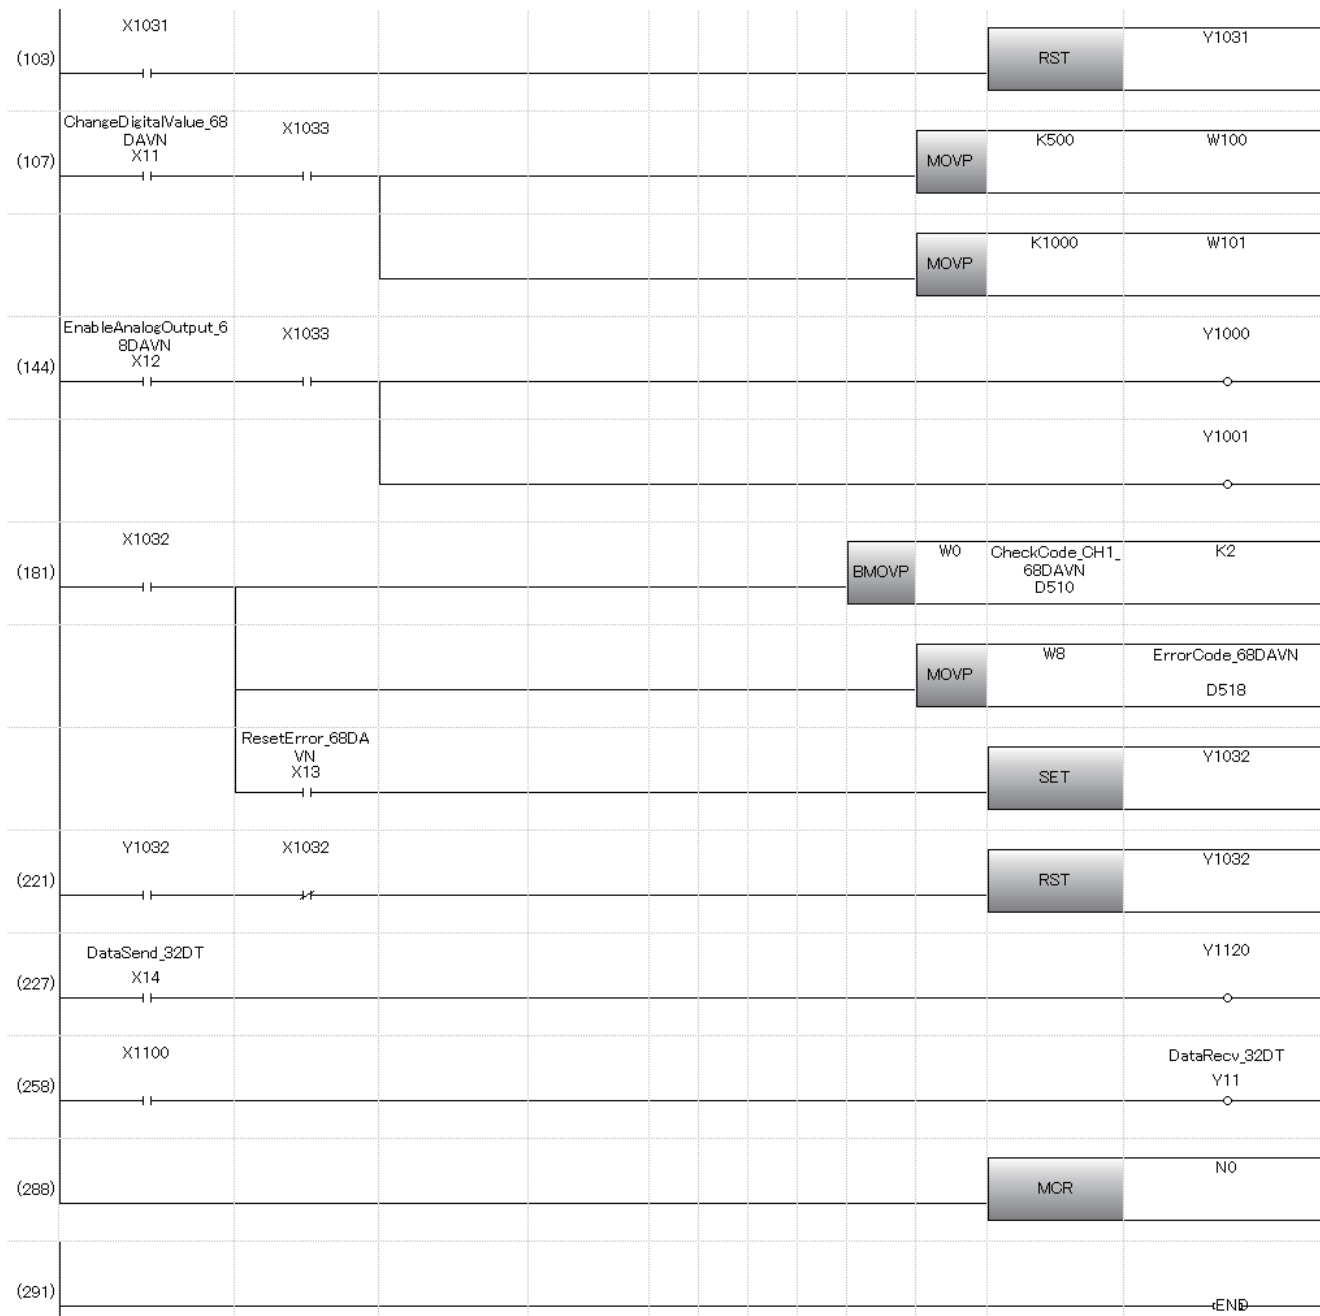 X1031
(103)
RST
Y1031
ChangeDigitalValue_68
DAVN
X11
X1033
(107)
MOVP
K500
W100
MOVP
K1000
W101
EnableAnalogOutput_6
8DAVN
X12
X1033
(144)
Y1000
Y1001
X1032
(181)
BMOVP
W0
CheckCode_CH1_
68DAVN
D510
K2
MOVP
W8
ErrorCode_68DAVN
D518
ResetError_68DA
VN
X13
SET
Y1032
Y1032
X1032
(221)
RST
Y1032
DataSend_32DT
X14
(227)
Y1120
X1100
(258)
DataRecv_32DT
Y11
(288)
MCR
N0
(291)
END